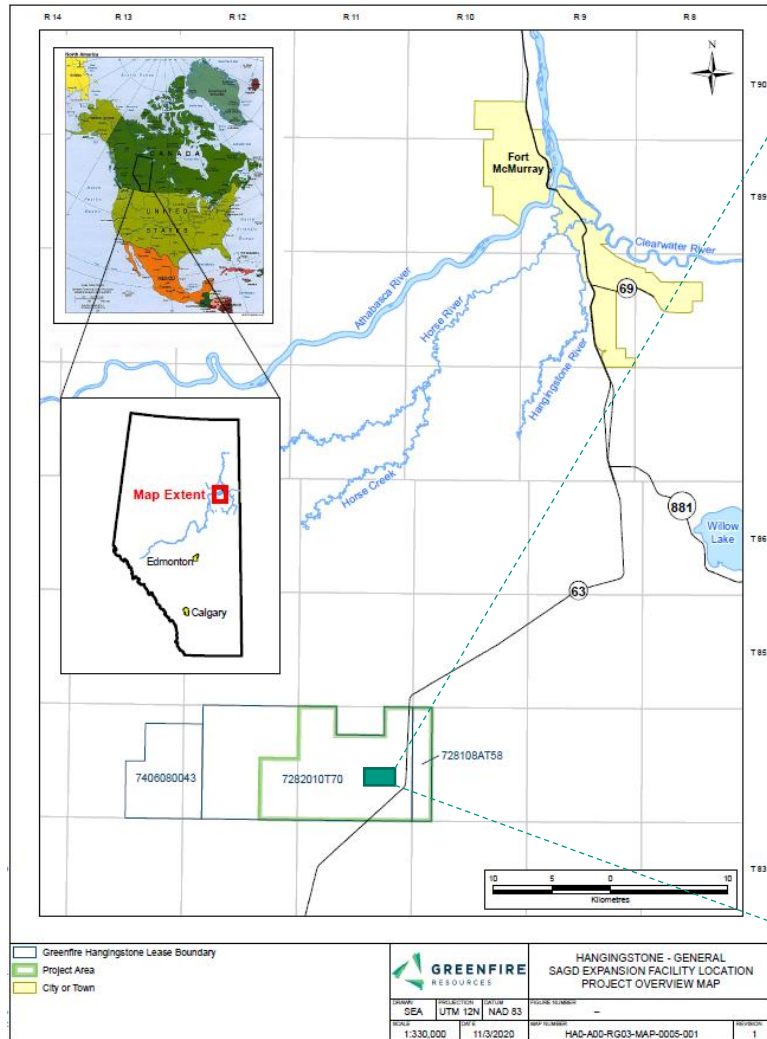 R 14
R 13
R 12
R 11
R 10
R 9
R 8
North America
CANADA
UNITED
STATES
MEXICO
N
T 90
Fort
McMurray
T 89
Clearwater River
69
Athabasca River
Horse River
Hangingstone River
Horse Creek
Map Extent
Edmonton
Calgary
881
Willow
Lake
T 86
63
T 85
728108AT58
7406080043
7282010T70
T 83
10 5 0 10
Kilometres
Greenfire Hangingstone Lease Boundary
Project Area
City or Town
GREENFIRE
RESOURCES
HANGINGSTONE - GENERAL
SAGD EXPANSION FACILITY LOCATION
PROJECT OVERVIEW MAP
DRAWN PROJECTION DATUM FIGURE NUMBER
SEA UTM 12N NAD 83 –
SCALE DATE MAP NUMBER REVISION
1:330,000 11/3/2020 HA0-A00-RG03-MAP-0005-001 1